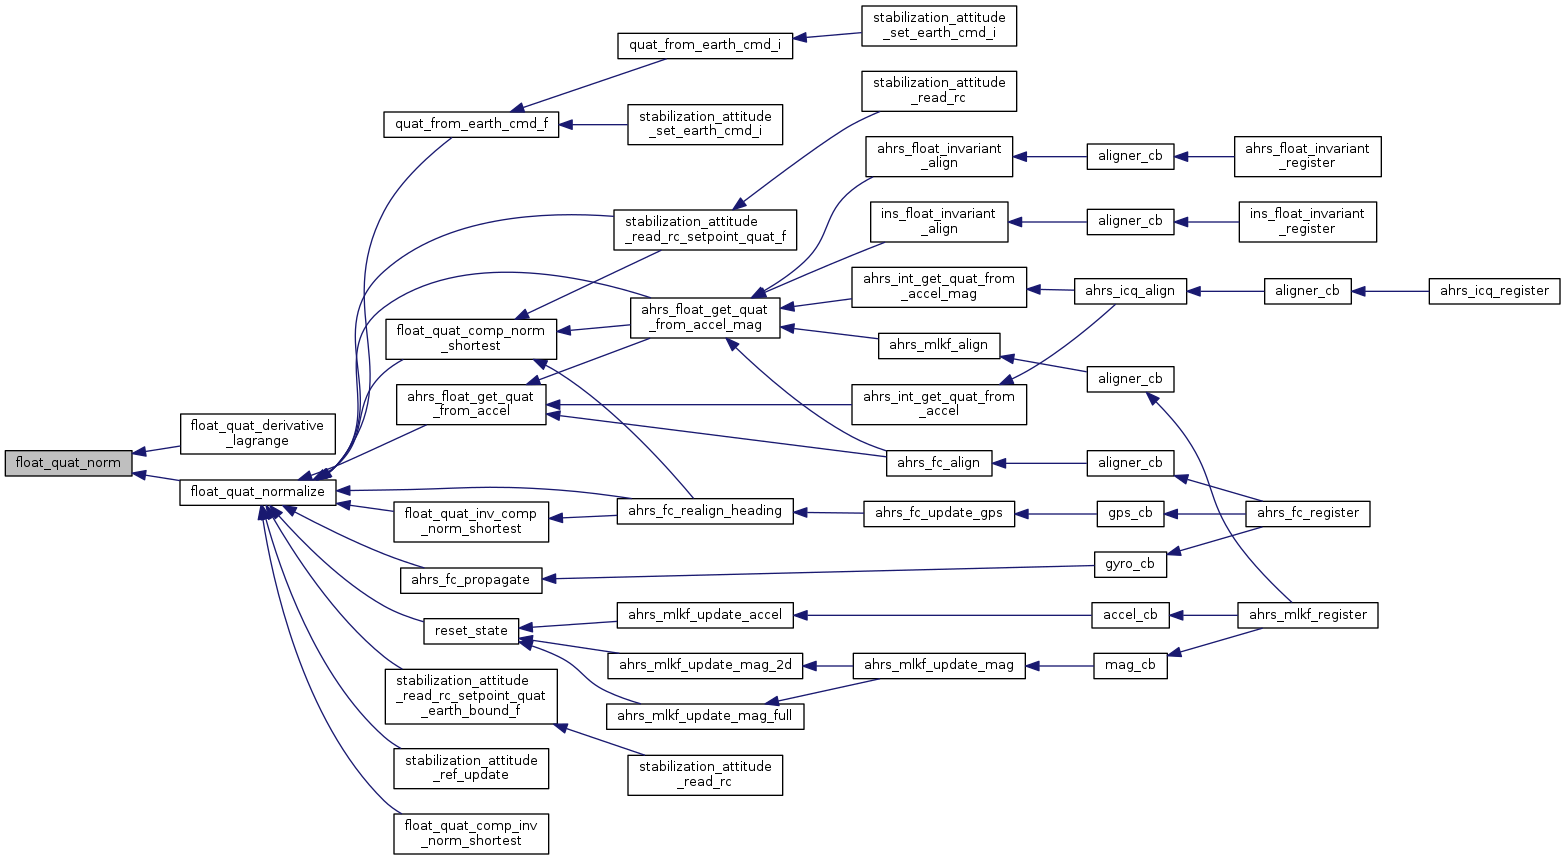 float_quat_norm
float_quat_derivative
_lagrange
float_quat_normalize
quat_from_earth_cmd_f
float_quat_comp_norm
_shortest
ahrs_float_get_quat
_from_accel
float_quat_inv_comp
_norm_shortest
ahrs_fc_propagate
reset_state
stabilization_attitude
_read_rc_setpoint_quat
_earth_bound_f
stabilization_attitude
_ref_update
float_quat_comp_inv
_norm_shortest
quat_from_earth_cmd_i
stabilization_attitude
_set_earth_cmd_i
stabilization_attitude
_read_rc_setpoint_quat_f
ahrs_float_get_quat
_from_accel_mag
ahrs_fc_realign_heading
ahrs_mlkf_update_accel
ahrs_mlkf_update_mag_2d
ahrs_mlkf_update_mag_full
stabilization_attitude
_read_rc
stabilization_attitude
_set_earth_cmd_i
stabilization_attitude
_read_rc
ahrs_float_invariant
_align
ins_float_invariant
_align
ahrs_int_get_quat_from
_accel_mag
ahrs_mlkf_align
ahrs_int_get_quat_from
_accel
ahrs_fc_align
ahrs_fc_update_gps
ahrs_mlkf_update_mag
aligner_cb
aligner_cb
ahrs_icq_align
aligner_cb
aligner_cb
gps_cb
gyro_cb
accel_cb
mag_cb
ahrs_float_invariant
_register
ins_float_invariant
_register
aligner_cb
ahrs_fc_register
ahrs_mlkf_register
ahrs_icq_register